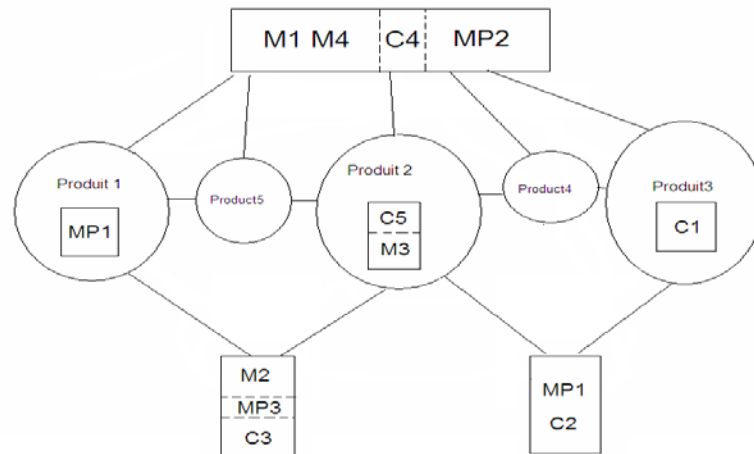 M1 M4 C4 MP2
Produit 1
MP1
Product5
Produit 2
C5
M3
Product4
Produit3
C1
M2
MP3
C3
MP1
C2